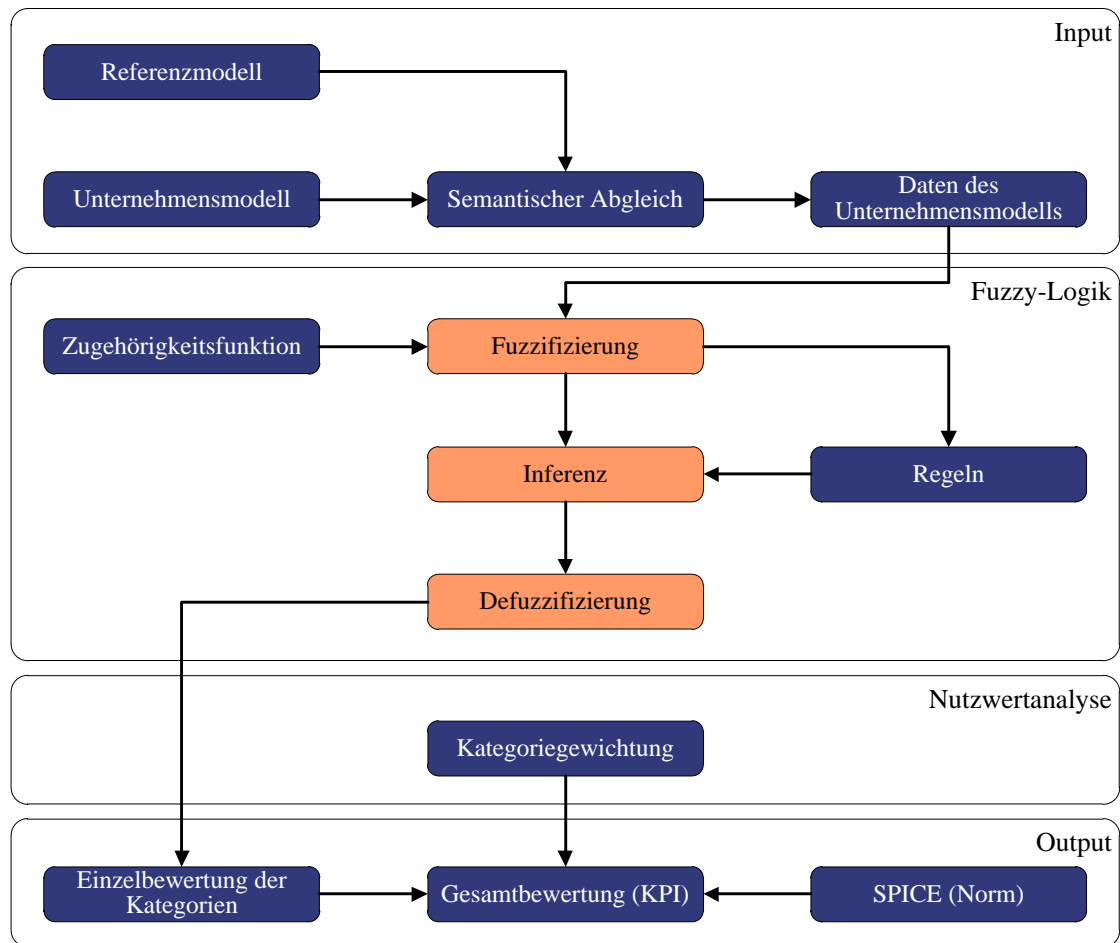 Input
Referenzmodell
Unternehmensmodell
Semantischer Abgleich
Daten des
Unternehmensmodells
Fuzzy-Logik
Zugehörigkeitsfunktion
Fuzzifizierung
Inferenz
Regeln
Defuzzifizierung
Nutzwertanalyse
Kategoriegewichtung
Output
Einzelbewertung der
Kategorien
Gesamtbewertung (KPI)
SPICE (Norm)